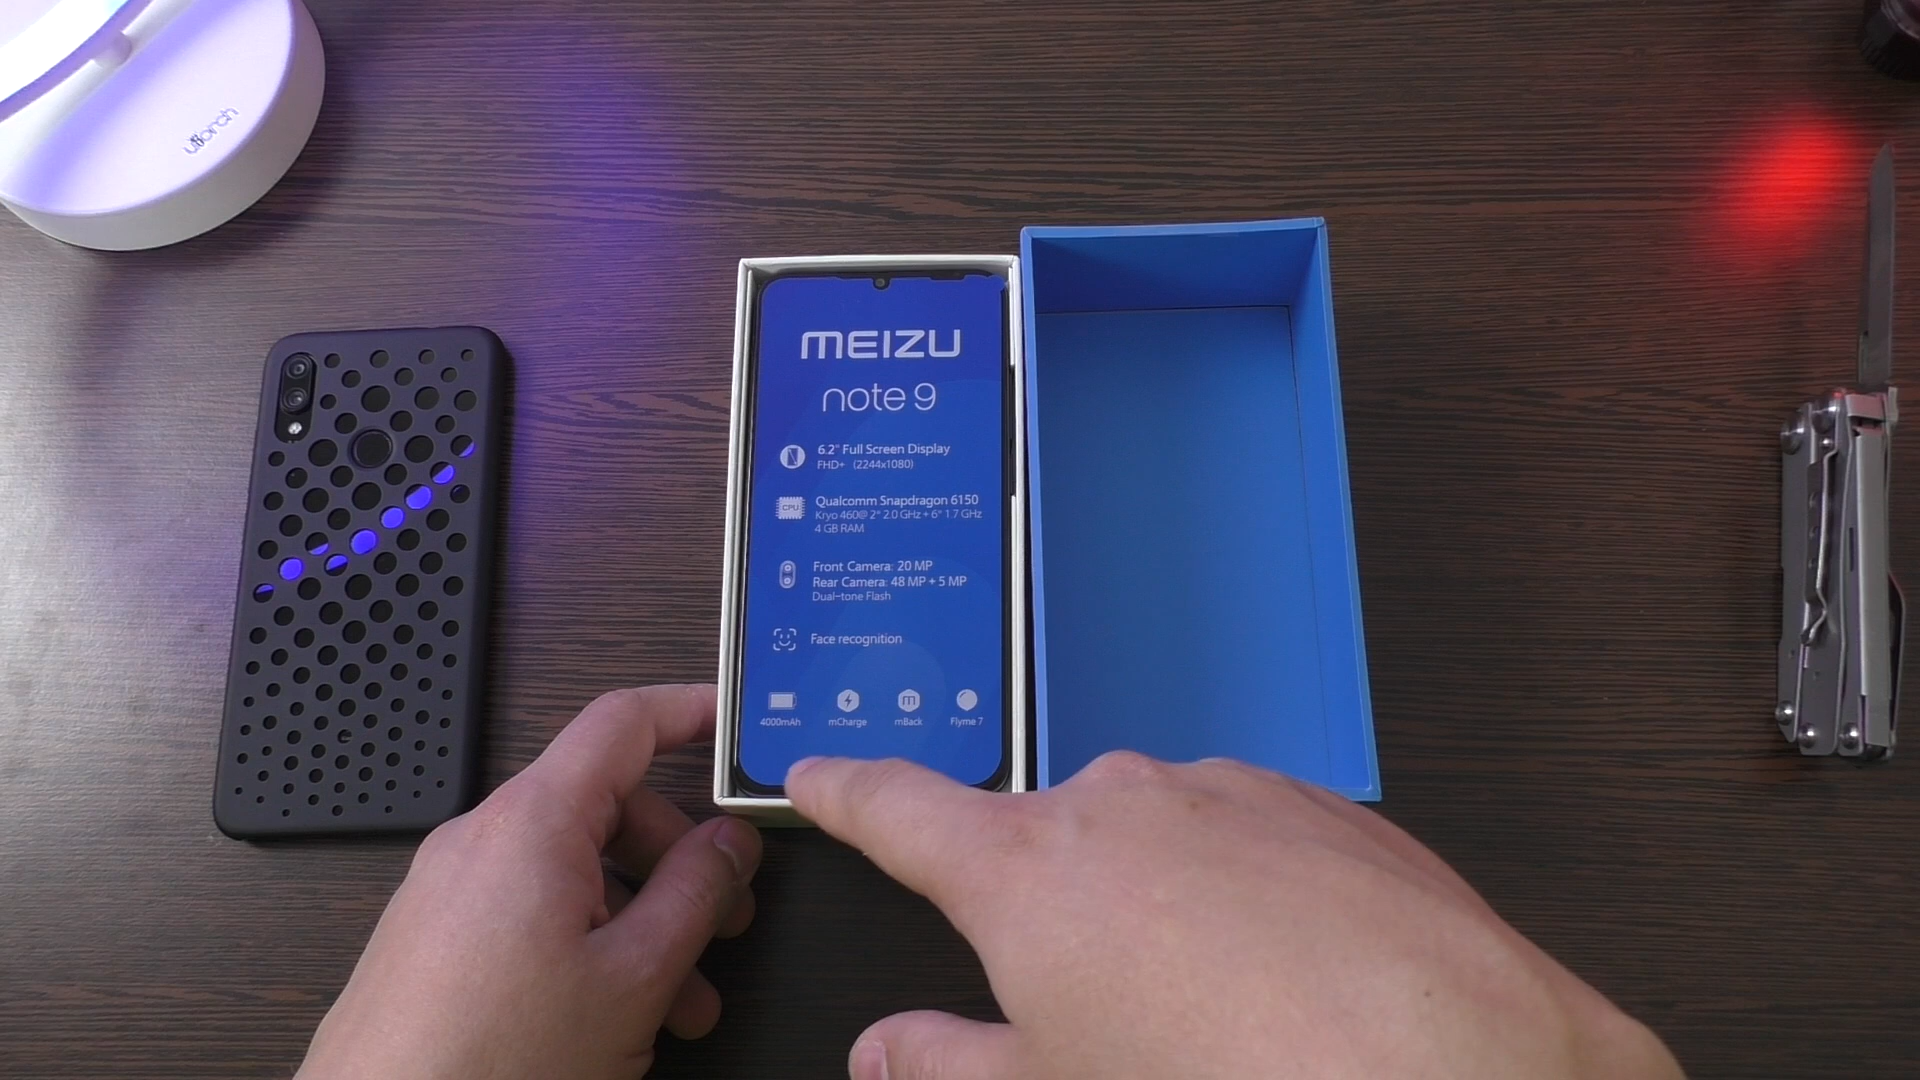 MEIZU
note 9
6.2" Full Screen Display
FHD+ (2244x1080)
CPU
Qualcomm Snapdragon 6150
Kryo 460@ 2* 2.0 GHz + 6* 1.7 GHz
4 GB RAM
Front Camera: 20 MP
Rear Camera: 48 MP + 5 MP
Dual-tone Flash
Face recognition
4000mAh
mCharge
m
mBack
Flyme 7